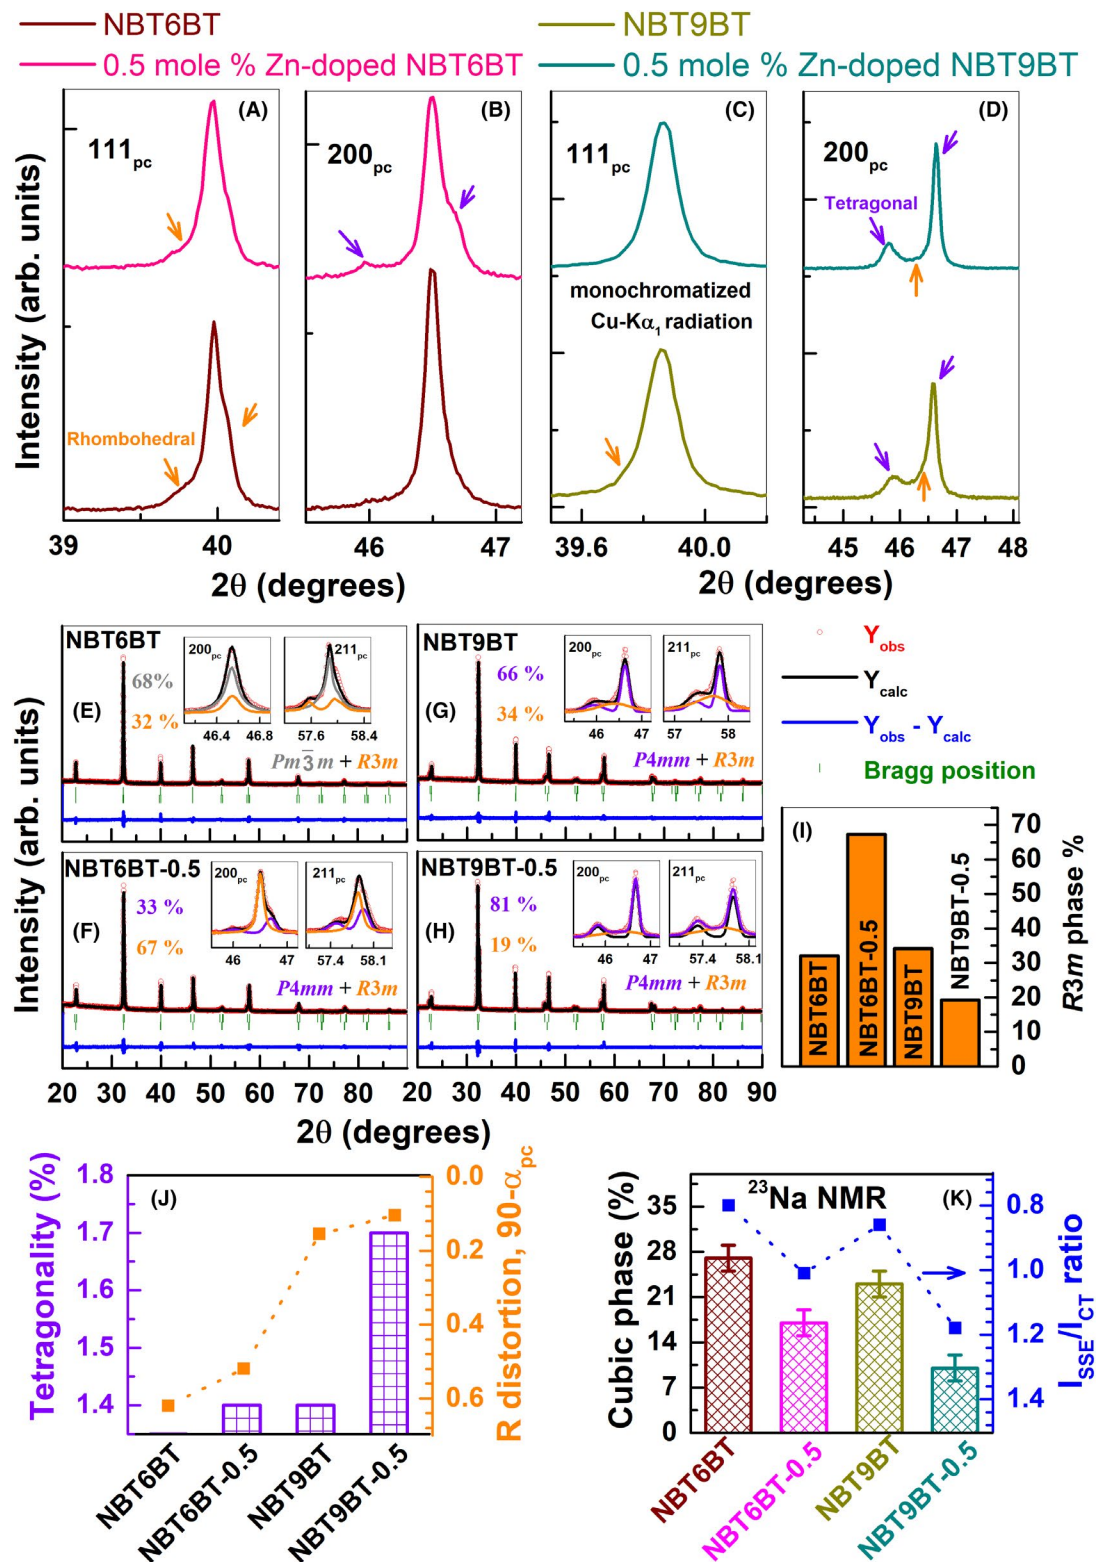 NBT6BT
NBT9BT
0.5 mole % Zn-doped NBT6BT
0.5 mole % Zn-doped NBT9BT
Intensity (arb. units)
(A)
111pc
Rhombohedral
39 40
(B)
200pc
46 47
2θ (degrees)
(C)
111pc
monochromatized
Cu-Kα1 radiation
39.6 40.0
(D)
200pc
Tetragonal
45 46 47 48
2θ (degrees)
Intensity (arb. units)
NBT6BT
(E)
68%
32 %
200pc
46.4 46.8
211pc
57.6 58.4
Pm3̅m + R3m
NBT9BT
(G)
66 %
34 %
200pc
46 47
211pc
57 58
P4mm + R3m
NBT6BT-0.5
(F)
33 %
67 %
200pc
46 47
211pc
57.4 58.1
P4mm + R3m
20 30 40 50 60 70 80
NBT9BT-0.5
(H)
81 %
19 %
200pc
46 47
211pc
57.4 58.1
P4mm + R3m
20 30 40 50 60 70 80 90
2θ (degrees)
Yobs
Ycalc
Yobs - Ycalc
Bragg position
(I)
NBT6BT
NBT6BT-0.5
NBT9BT
NBT9BT-0.5
70
60
50
40
30
20
10
0
R3m phase %
Tetragonality (%)
1.8
1.7
1.6
1.5
1.4
(J)
0.0
0.2
0.4
0.6
R distortion, 90-αpc
NBT6BT
NBT6BT-0.5
NBT9BT
NBT9BT-0.5
Cubic phase (%)
35
28
21
14
7
0
23Na NMR
(K)
0.8
1.0
1.2
1.4
ISSE/ICT ratio
NBT6BT
NBT6BT-0.5
NBT9BT
NBT9BT-0.5